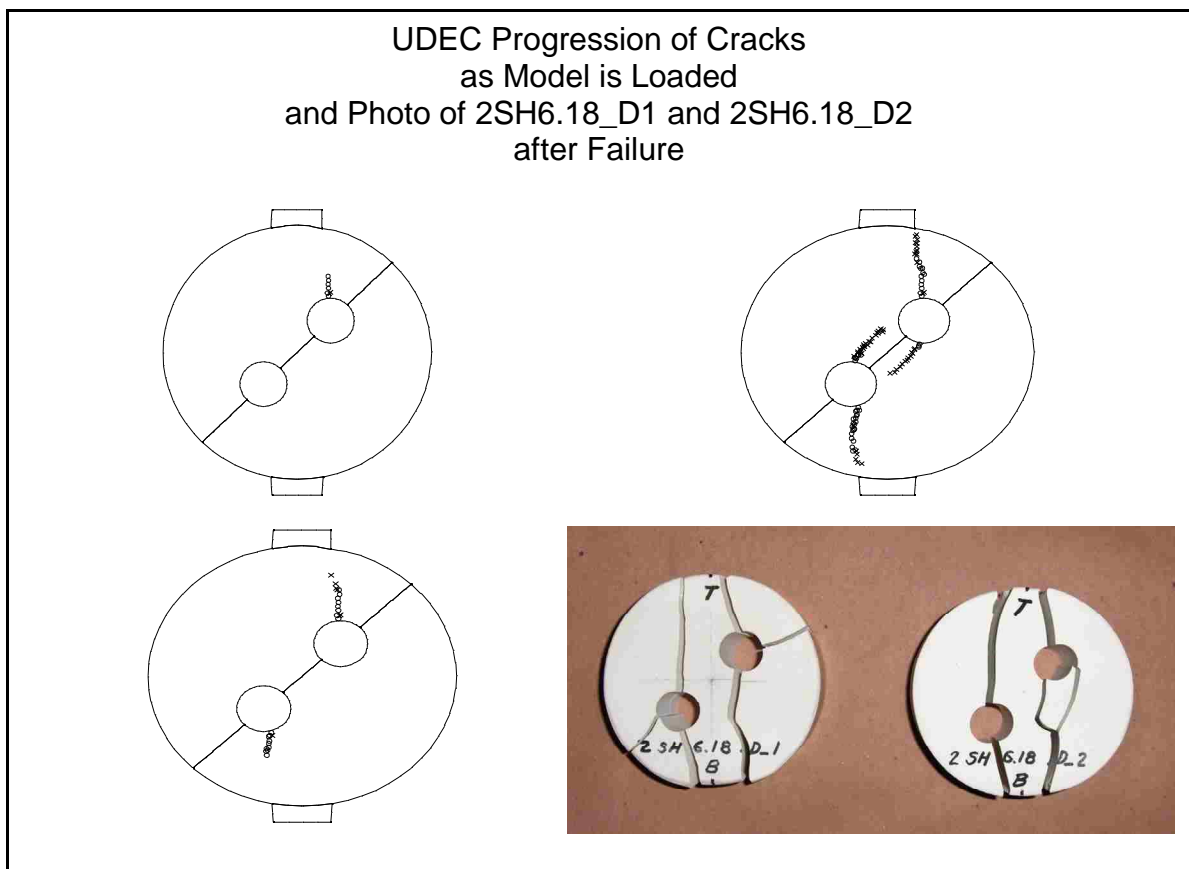 UDEC Progression of Cracks
as Model is Loaded
and Photo of 2SH6.18_D1 and 2SH6.18_D2
after Failure
T
2 SH 6.18 D_1
B
T
2 SH 6.18 D_2
B